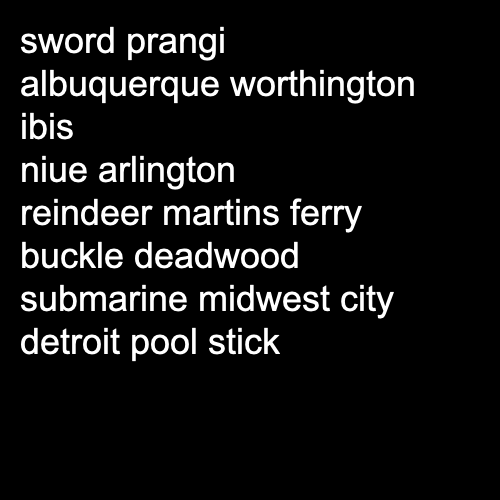 sword prangi
albuquerque worthington
ibis
niue arlington
reindeer martins ferry
buckle deadwood
submarine midwest city
detroit pool stick